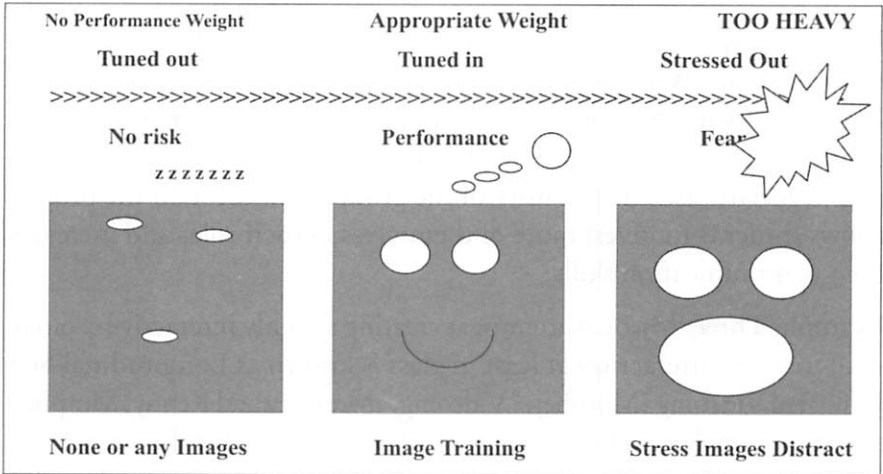 No Performance Weight Appropriate Weight TOO HEAVY
Tuned out Tuned in Stressed Out
>>>>>>>>>>>>>>>>>>>>>>>>>>>>>>>>>>>>>>>>>>>>>>>>>>>>>>>>>>>>
No risk Performance Fear
z z z z z z z
None or any Images Image Training Stress Images Distract